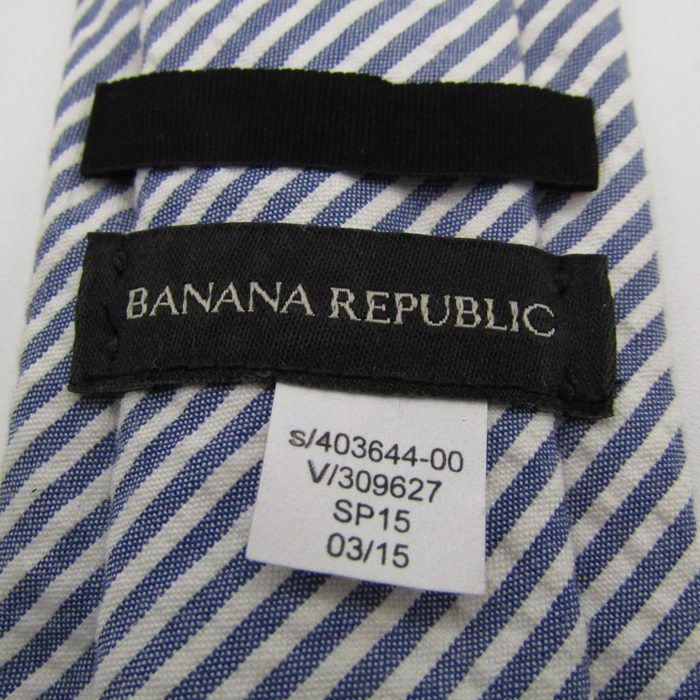 BANANA REPUBLIC
s/403644-00
V/309627
SP15
03/15